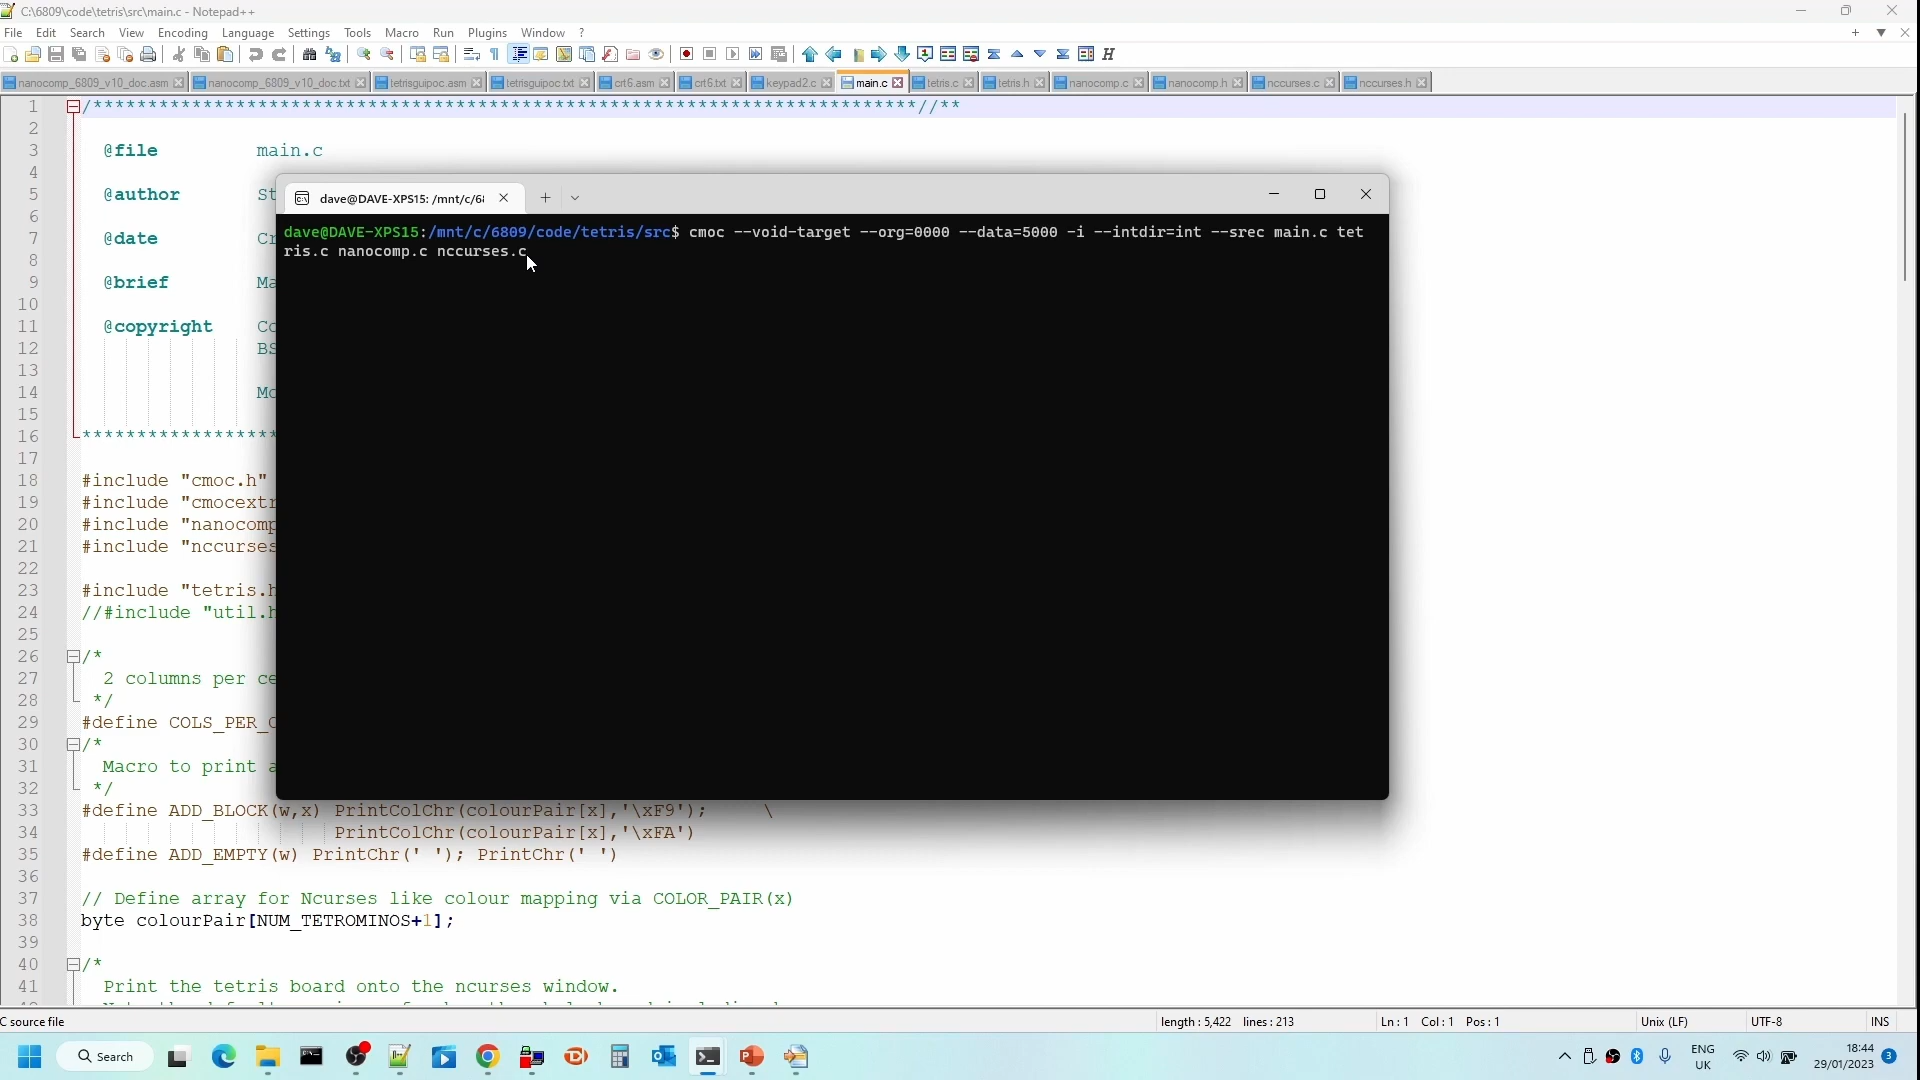 C:\6809\code\tetris\src\main.c - Notepad++
File Edit Search View Encoding Language Settings Tools Macro Run Plugins Window ?
nanocomp_6809_v10_doc.asm nanocomp_6809_v10_doc.txt tetrisguipoc.asm tetrisguipoc.txt crt6.asm crt6.txt keypad2.c main.c tetris.c tetris.h nanocomp.c nanocomp.h nccurses.c nccurses.h
1 /***************************************************************************//**
2
3 @file main.c
4
5 @author St
6
7 @date Cr
8
9 @brief Ma
10
11 @copyright Co
12 BS
13
14 Mo
15
16 ******************
17
18 #include "cmoc.h"
19 #include "cmocextr
20 #include "nanocomp
21 #include "nccurses
22
23 #include "tetris.h
24 //#include "util.h
25
26 /*
27 2 columns per ce
28 */
29 #define COLS_PER_C
30 /*
31 Macro to print a
32 */
33 #define ADD_BLOCK(w,x) PrintColChr(colourPair[x],'\xF9'); \
34 PrintColChr(colourPair[x],'\xFA')
35 #define ADD_EMPTY(w) PrintChr(' '); PrintChr(' ')
36
37 // Define array for Ncurses like colour mapping via COLOR_PAIR(x)
38 byte colourPair[NUM_TETROMINOS+1];
39
40 /*
41 Print the tetris board onto the ncurses window.
dave@DAVE-XPS15: /mnt/c/6
dave@DAVE-XPS15:/mnt/c/6809/code/tetris/src$ cmoc --void-target --org=0000 --data=5000 -i --intdir=int --srec main.c tet
ris.c nanocomp.c nccurses.c
C source file length : 5,422 lines : 213 Ln : 1 Col : 1 Pos : 1 Unix (LF) UTF-8 INS
Search
ENG
UK
18:44
29/01/2023
3